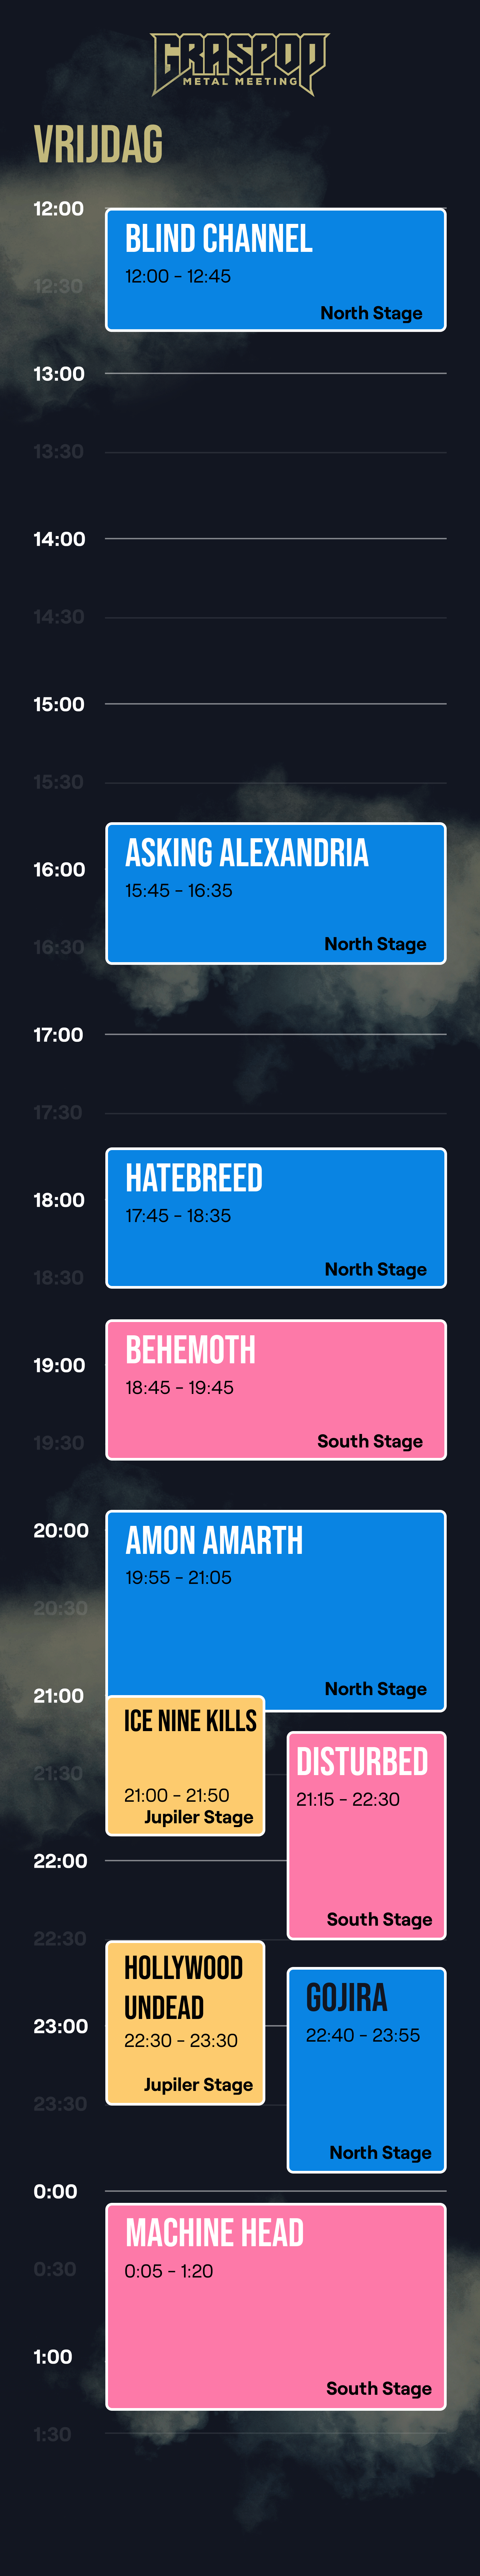 GRASPOP
METAL MEETING
VRIJDAG
12:00
BLIND CHANNEL
12:00 - 12:45
12:30
North Stage
13:00
13:30
14:00
14:30
15:00
15:30
ASKING ALEXANDRIA
16:00
15:45 - 16:35
North Stage
16:30
17:00
17:30
HATEBREED
18:00
17:45 - 18:35
North Stage
18:30
BEHEMOTH
19:00
18:45 - 19:45
South Stage
19:30
20:00
AMON AMARTH
19:55 - 21:05
20:30
North Stage
21:00
ICE NINE KILLS
21:00 - 21:50
Jupiler Stage
DISTURBED
21:15 - 22:30
South Stage
21:30
22:00
22:30
HOLLYWOOD
UNDEAD
22:30 - 23:30
Jupiler Stage
GOJIRA
22:40 - 23:55
North Stage
23:00
23:30
0:00
MACHINE HEAD
0:05 - 1:20
0:30
1:00
South Stage
1:30